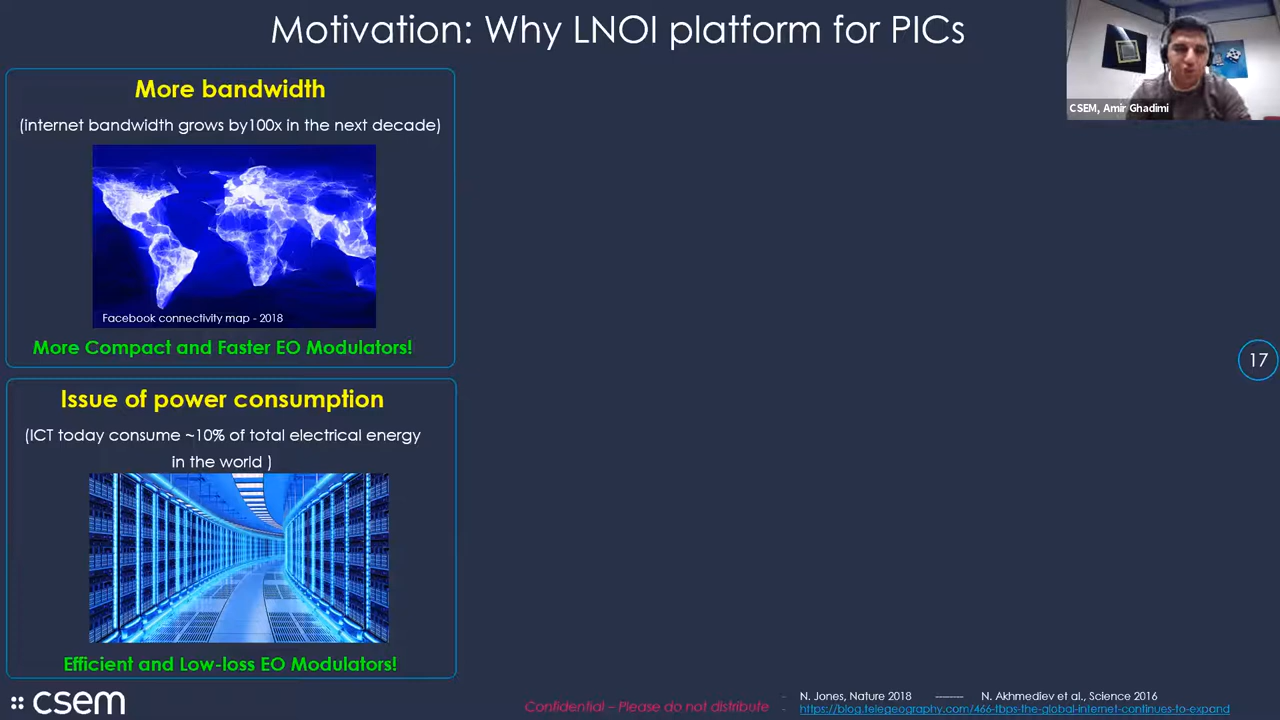 Motivation: Why LNOI platform for PICs
CSEM, Amir Ghadimi
More bandwidth
(internet bandwidth grows by100x in the next decade)
Facebook connectivity map - 2018
More Compact and Faster EO Modulators!
Issue of power consumption
(ICT today consume ~10% of total electrical energy
in the world )
Efficient and Low-loss EO Modulators!
17
csem
Confidential – Please do not distribute
- N. Jones, Nature 2018 -------- N. Akhmediev et al., Science 2016
- https://blog.telegeography.com/466-tbps-the-global-internet-continues-to-expand